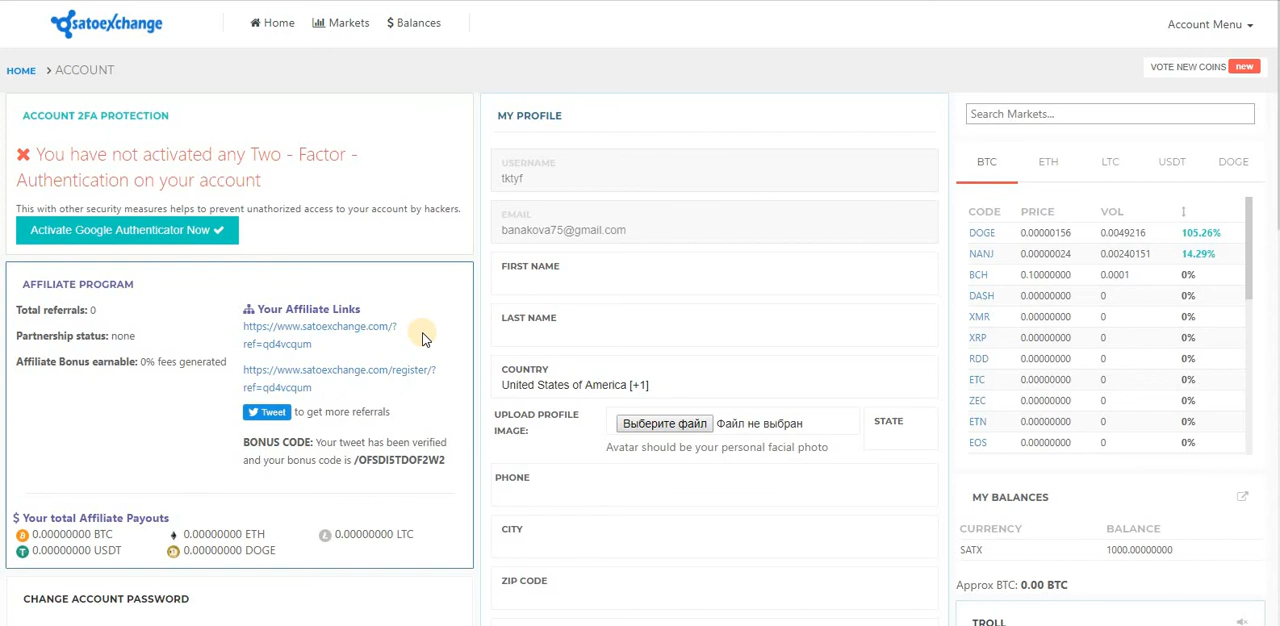 satoexchange
Home
Markets
$ Balances
Account Menu
HOME > ACCOUNT
VOTE NEW COINS new
ACCOUNT 2FA PROTECTION
You have not activated any Two - Factor -
Authentication on your account
This with other security measures helps to prevent unathorized access to your account by hackers.
Activate Google Authenticator Now
AFFILIATE PROGRAM
Total referrals: 0
Partnership status: none
Affiliate Bonus earnable: 0% fees generated
Your Affiliate Links
https://www.satoexchange.com/?
ref=qd4vcqum
https://www.satoexchange.com/register/?
ref=qd4vcqum
Tweet to get more referrals
BONUS CODE: Your tweet has been verified
and your bonus code is /OFSDI5TDOF2W2
$ Your total Affiliate Payouts
0.00000000 BTC
0.00000000 ETH
0.00000000 LTC
0.00000000 USDT
0.00000000 DOGE
CHANGE ACCOUNT PASSWORD
MY PROFILE
USERNAME
tktyf
EMAIL
banakova75@gmail.com
FIRST NAME
LAST NAME
COUNTRY
United States of America [+1]
UPLOAD PROFILE
IMAGE:
Выберите файл Файл не выбран
Avatar should be your personal facial photo
STATE
PHONE
CITY
ZIP CODE
Search Markets...
BTC ETH LTC USDT DOGE
CODE PRICE VOL
DOGE 0.00000156 0.0049216 105.26%
NANJ 0.00000024 0.00240151 14.29%
BCH 0.10000000 0.0001 0%
DASH 0.00000000 0 0%
XMR 0.00000000 0 0%
XRP 0.00000000 0 0%
RDD 0.00000000 0 0%
ETC 0.00000000 0 0%
ZEC 0.00000000 0 0%
ETN 0.00000000 0 0%
EOS 0.00000000 0 0%
MY BALANCES
CURRENCY BALANCE
SATX 1000.00000000
Approx BTC: 0.00 BTC
TROLL